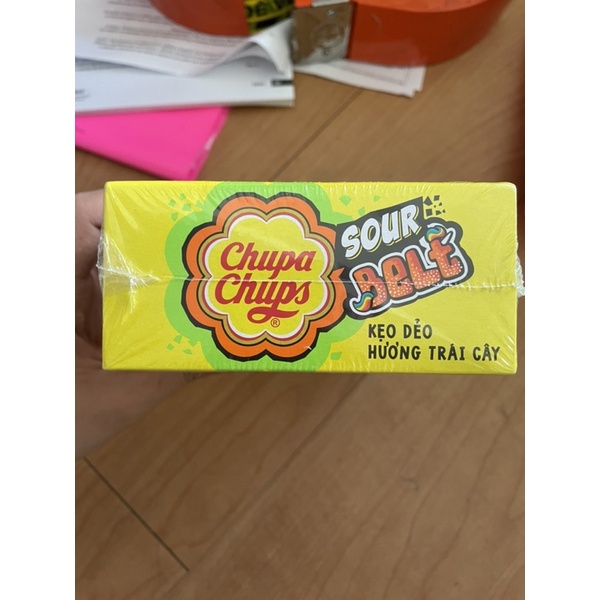 Chupa
Chups
®
SOUR
BELT
KẸO DẺO
HƯƠNG TRÁI CÂY